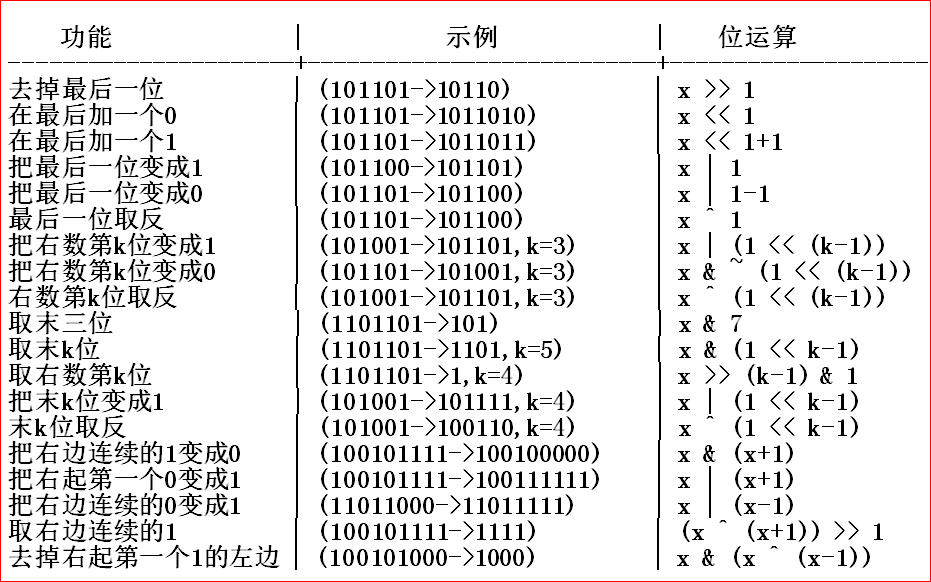 功能 | 示例 | 位运算
去掉最后一位 | (101101->10110) | x >> 1
在最后加一个0 | (101101->1011010) | x << 1
在最后加一个1 | (101101->1011011) | x << 1+1
把最后一位变成1 | (101100->101101) | x | 1
把最后一位变成0 | (101101->101100) | x | 1-1
最后一位取反 | (101101->101100) | x ^ 1
把右数第k位变成1 | (101001->101101,k=3) | x | (1 << (k-1))
把右数第k位变成0 | (101101->101001,k=3) | x & ~ (1 << (k-1))
右数第k位取反 | (101001->101101,k=3) | x ^ (1 << (k-1))
取末三位 | (1101101->101) | x & 7
取末k位 | (1101101->1101,k=5) | x & (1 << k-1)
取右数第k位 | (1101101->1,k=4) | x >> (k-1) & 1
把末k位变成1 | (101001->101111,k=4) | x | (1 << k-1)
末k位取反 | (101001->100110,k=4) | x ^ (1 << k-1)
把右边连续的1变成0 | (100101111->100100000) | x & (x+1)
把右起第一个0变成1 | (100101111->100111111) | x | (x+1)
把右边连续的0变成1 | (11011000->11011111) | x | (x-1)
取右边连续的1 | (100101111->1111) | (x ^ (x+1)) >> 1
去掉右起第一个1的左边 | (100101000->1000) | x & (x ^ (x-1))